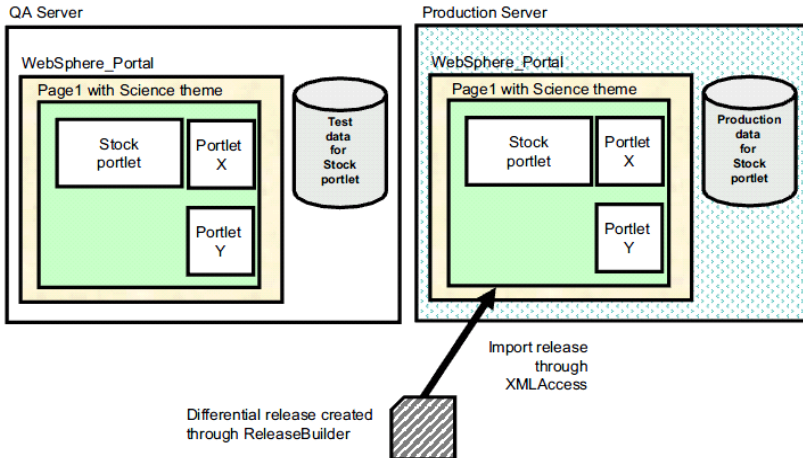 QA Server
WebSphere_Portal
Page1 with Science theme
Stock
portlet
Portlet
X
Portlet
Y
Test
data
for
Stock
portlet
Production Server
WebSphere_Portal
Page1 with Science theme
Stock
portlet
Portlet
X
Portlet
Y
Production
data
for
Stock
portlet
Import release
through
XMLAccess
Differential release created
through ReleaseBuilder